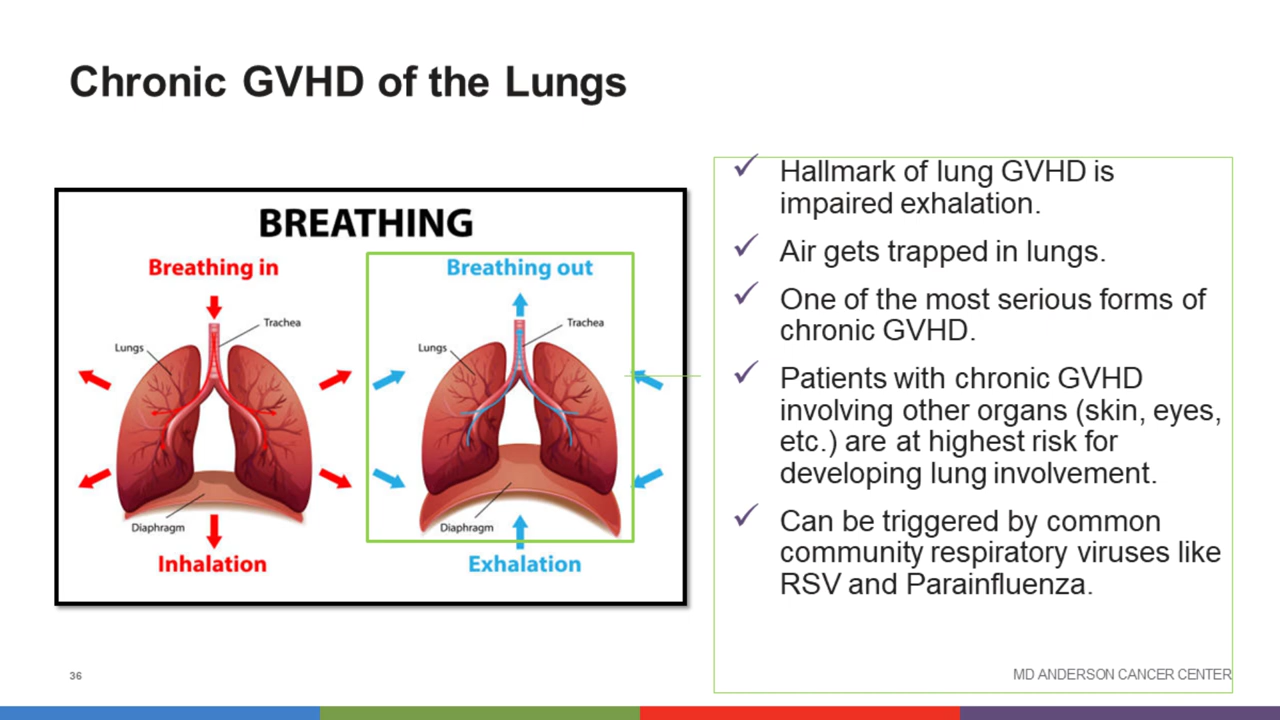 Chronic GVHD of the Lungs
BREATHING
Breathing in
Trachea
Lungs
Diaphragm
Inhalation
Breathing out
Trachea
Lungs
Diaphragm
Exhalation
Hallmark of lung GVHD is
impaired exhalation.
Air gets trapped in lungs.
One of the most serious forms of
chronic GVHD.
Patients with chronic GVHD
involving other organs (skin, eyes,
etc.) are at highest risk for
developing lung involvement.
Can be triggered by common
community respiratory viruses like
RSV and Parainfluenza.
36
MD ANDERSON CANCER CENTER